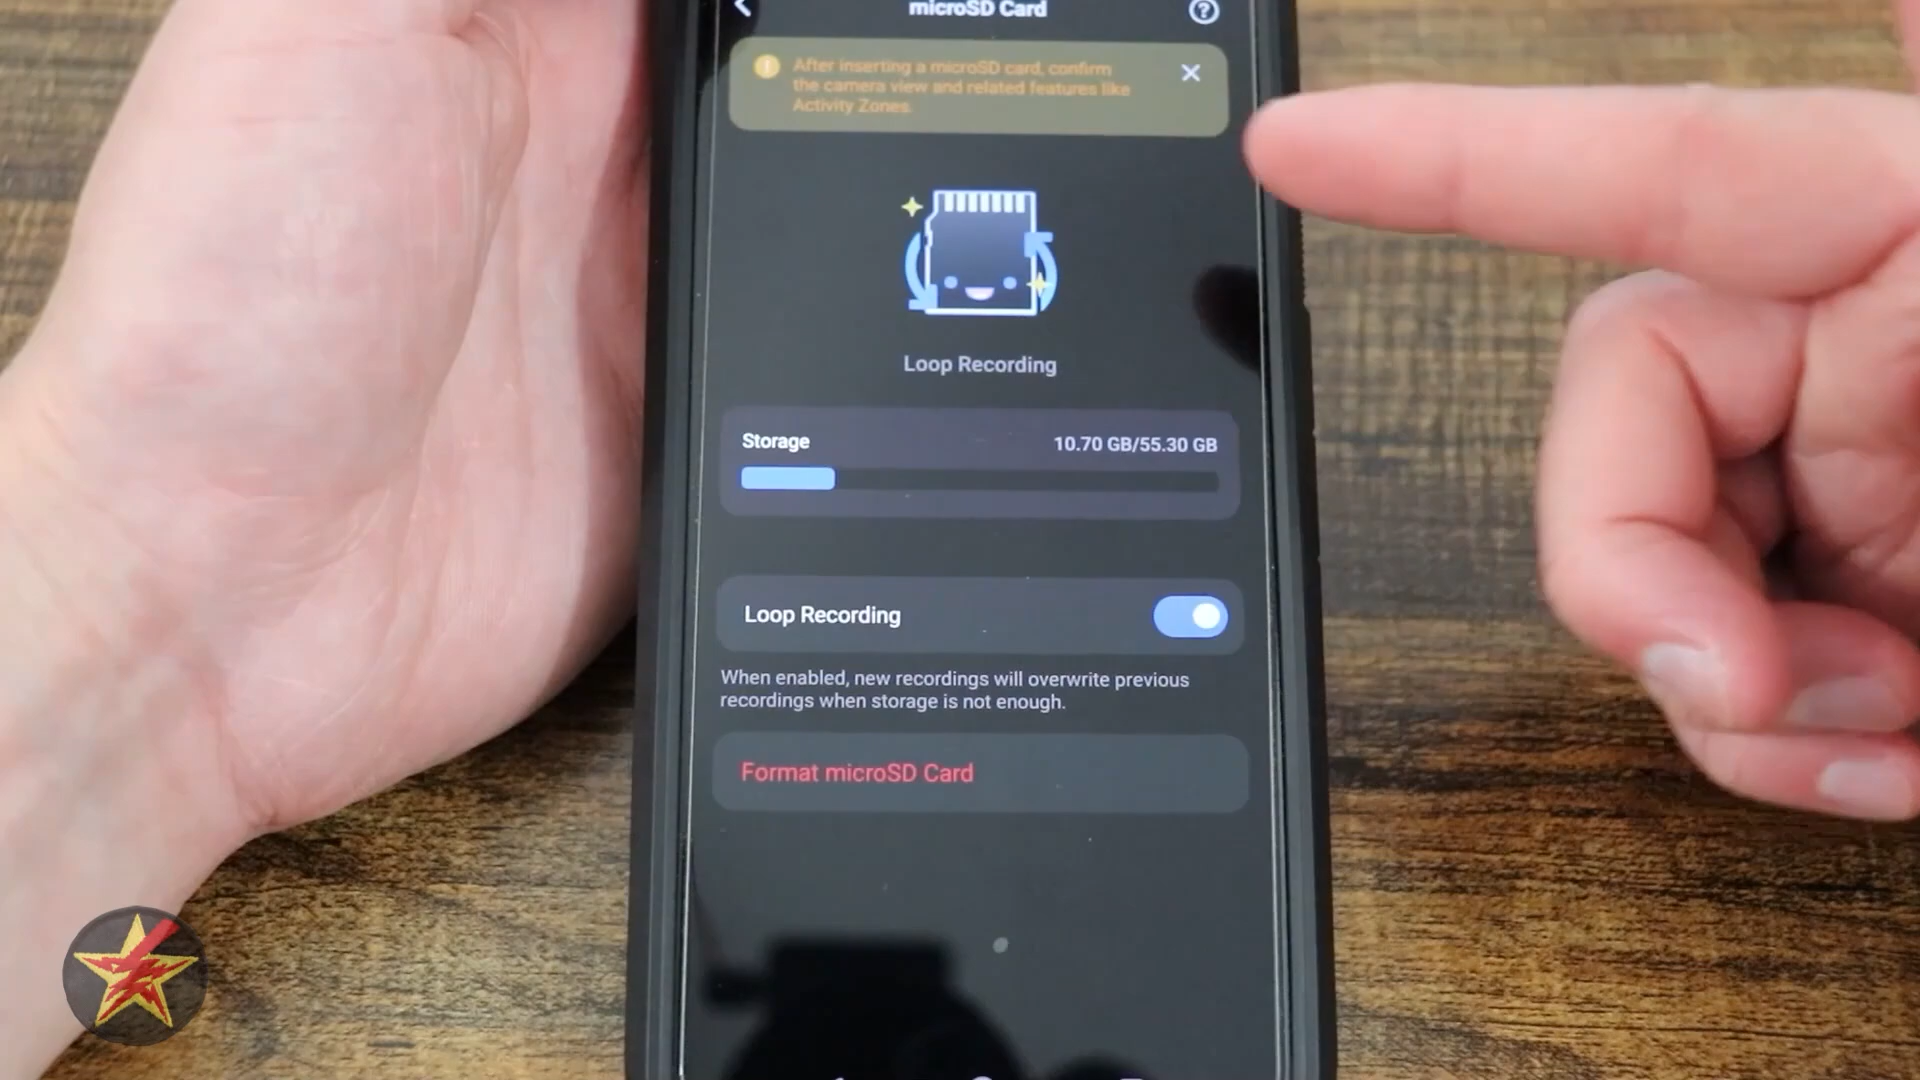 microSD Card
After inserting a microSD card, confirm
the camera view and related features like
Activity Zones.
Loop Recording
Storage
10.70 GB/55.30 GB
Loop Recording
When enabled, new recordings will overwrite previous
recordings when storage is not enough.
Format microSD Card